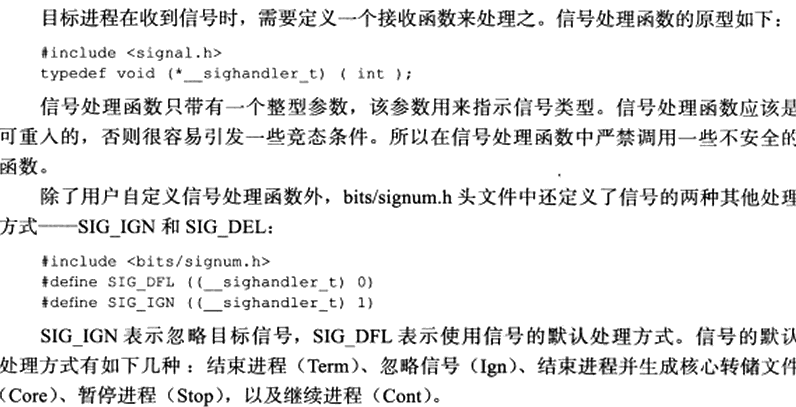 目标进程在收到信号时，需要定义一个接收函数来处理之。信号处理函数的原型如下：
#include <signal.h>
typedef void (*__sighandler_t) ( int );
信号处理函数只带有一个整型参数，该参数用来指示信号类型。信号处理函数应该是
可重入的，否则很容易引发一些竞态条件。所以在信号处理函数中严禁调用一些不安全的
函数。
除了用户自定义信号处理函数外，bits/signum.h 头文件中还定义了信号的两种其他处理
方式——SIG_IGN 和 SIG_DEL：
#include <bits/signum.h>
#define SIG_DFL ((__sighandler_t) 0)
#define SIG_IGN ((__sighandler_t) 1)
SIG_IGN 表示忽略目标信号，SIG_DFL 表示使用信号的默认处理方式。信号的默认
处理方式有如下几种：结束进程（Term）、忽略信号（Ign）、结束进程并生成核心转储文件
（Core）、暂停进程（Stop），以及继续进程（Cont）。